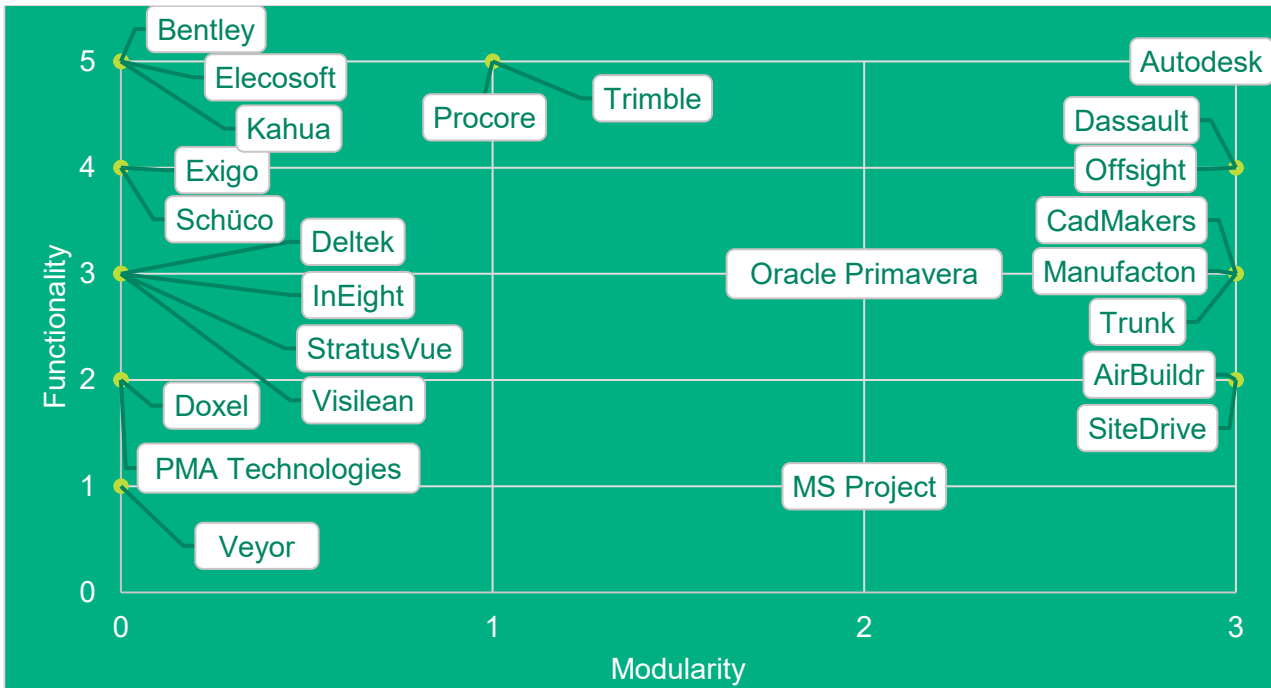 Bentley
5
Autodesk
Elecosoft
Trimble
Procore
Dassault
Kahua
4
Exigo
Offsight
Schüco
CadMakers
Deltek
Functionality
3
Oracle Primavera
Manufacton
InEight
Trunk
StratusVue
2
AirBuildr
Doxel
Visilean
SiteDrive
PMA Technologies
1
MS Project
Veyor
0
0
1
2
3
Modularity